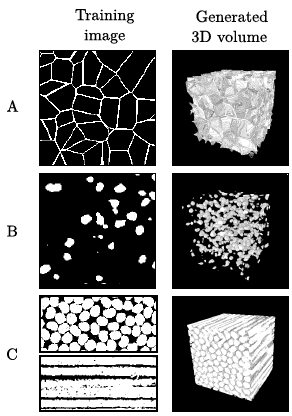 Training
image
Generated
3D volume
A
B
C